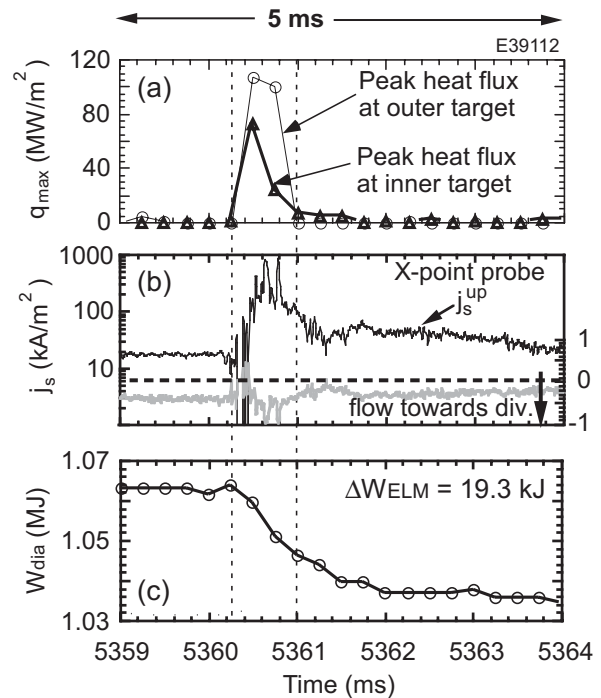 5 ms
E39112
120
80
40
0
q_max (MW/m²)
(a)
Peak heat flux
at outer target
Peak heat flux
at inner target
1000
100
10
j_s (kA/m²)
(b)
X-point probe
j_s^up
1
0
-1
flow towards div.
1.07
1.05
1.03
W_dia (MJ)
ΔW_ELM = 19.3 kJ
(c)
5359 5360 5361 5362 5363 5364
Time (ms)